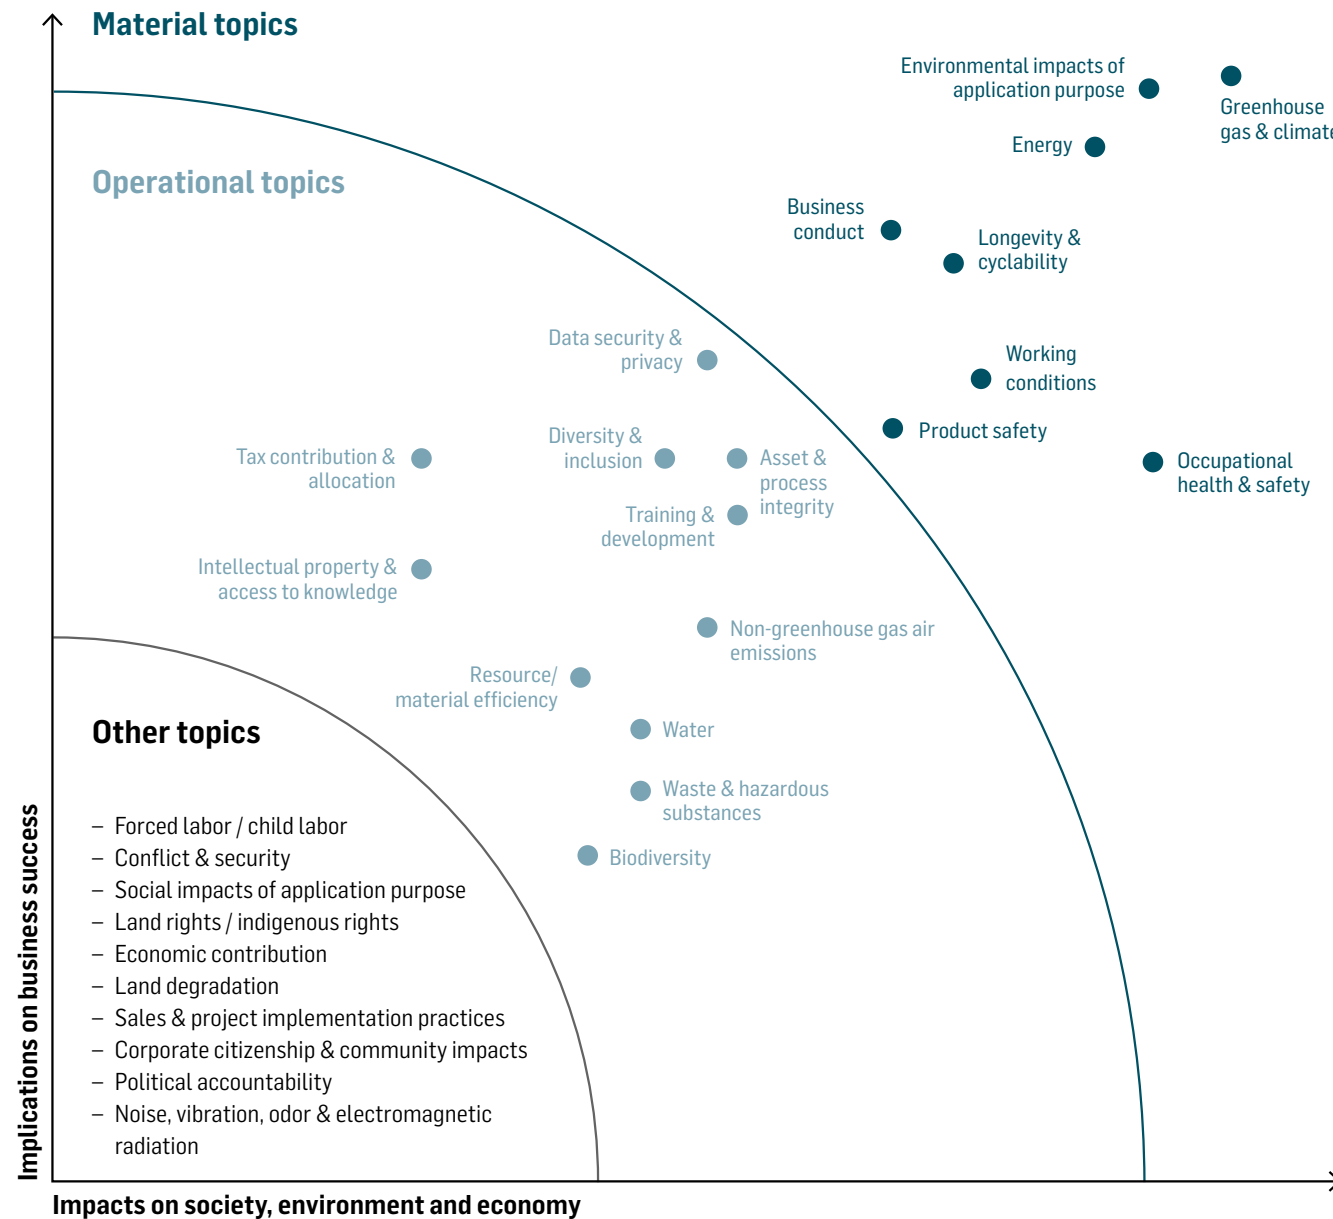 Material topics
Environmental impacts of
application purpose
Greenhouse
gas & climate
Energy
Operational topics
Business
conduct
Longevity &
cyclability
Data security &
privacy
Working
conditions
Product safety
Diversity &
inclusion
Tax contribution &
allocation
Asset &
process
integrity
Occupational
health & safety
Training &
development
Intellectual property &
access to knowledge
Non-greenhouse gas air
emissions
Resource/
material efficiency
Water
Waste & hazardous
substances
Biodiversity
Other topics
– Forced labor / child labor
– Conflict & security
– Social impacts of application purpose
– Land rights / indigenous rights
– Economic contribution
– Land degradation
– Sales & project implementation practices
– Corporate citizenship & community impacts
– Political accountability
– Noise, vibration, odor & electromagnetic
radiation
Implications on business success
Impacts on society, environment and economy